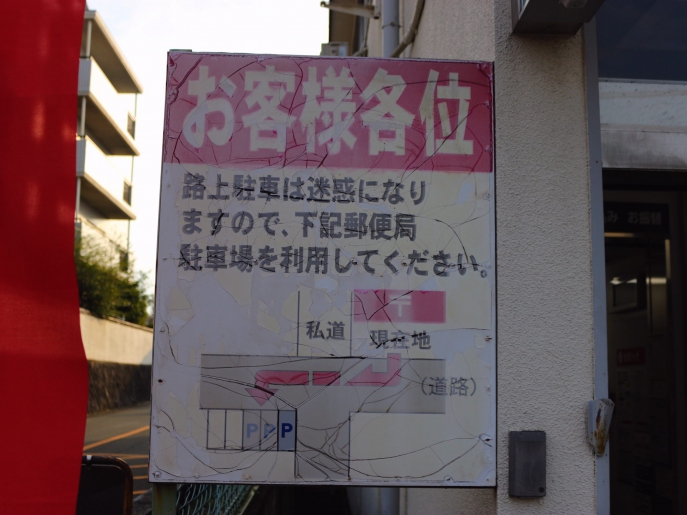 お客様各位
路上駐車は迷惑になり
ますので、下記郵便局
駐車場を利用してください。
〒
私道
現在地
(道路)
P P P